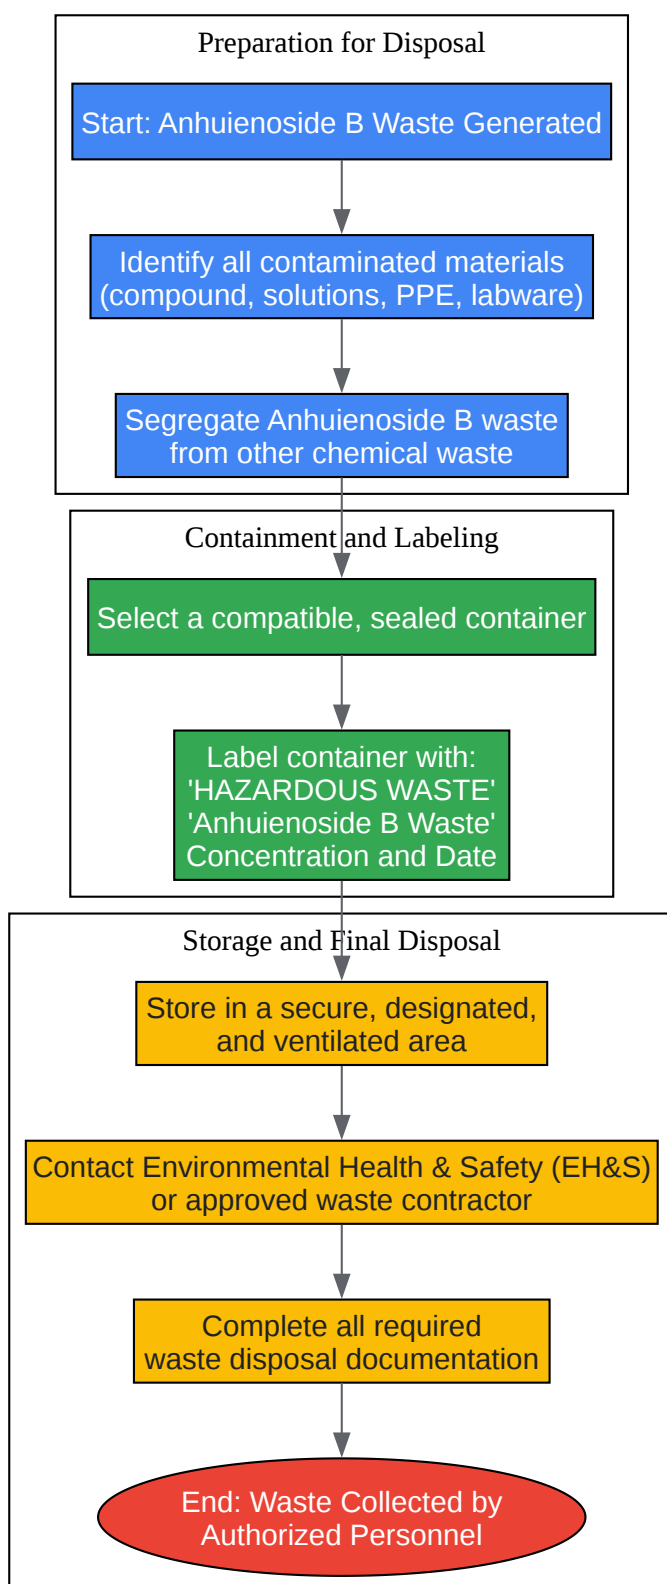 Preparation for Disposal
Start: Anhuienoside B Waste Generated
Identify all contaminated materials
(compound, solutions, PPE, labware)
Segregate Anhuienoside B waste
from other chemical waste
Containment and Labeling
Select a compatible, sealed container
Label container with:
'HAZARDOUS WASTE'
'Anhuienoside B Waste'
Concentration and Date
Storage and Final Disposal
Store in a secure, designated,
and ventilated area
Contact Environmental Health & Safety (EH&S)
or approved waste contractor
Complete all required
waste disposal documentation
End: Waste Collected by
Authorized Personnel